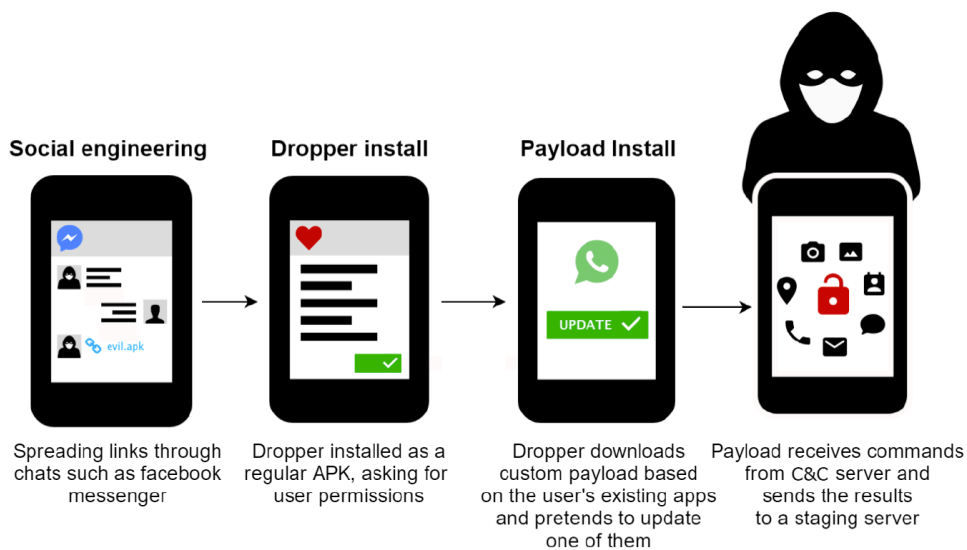 Social engineering
Dropper install
Payload Install
evil.apk
UPDATE
Spreading links through
chats such as facebook
messenger
Dropper installed as a
regular APK, asking for
user permissions
Dropper downloads
custom payload based
on the user's existing apps
and pretends to update
one of them
Payload receives commands
from C&C server and
sends the results
to a staging server